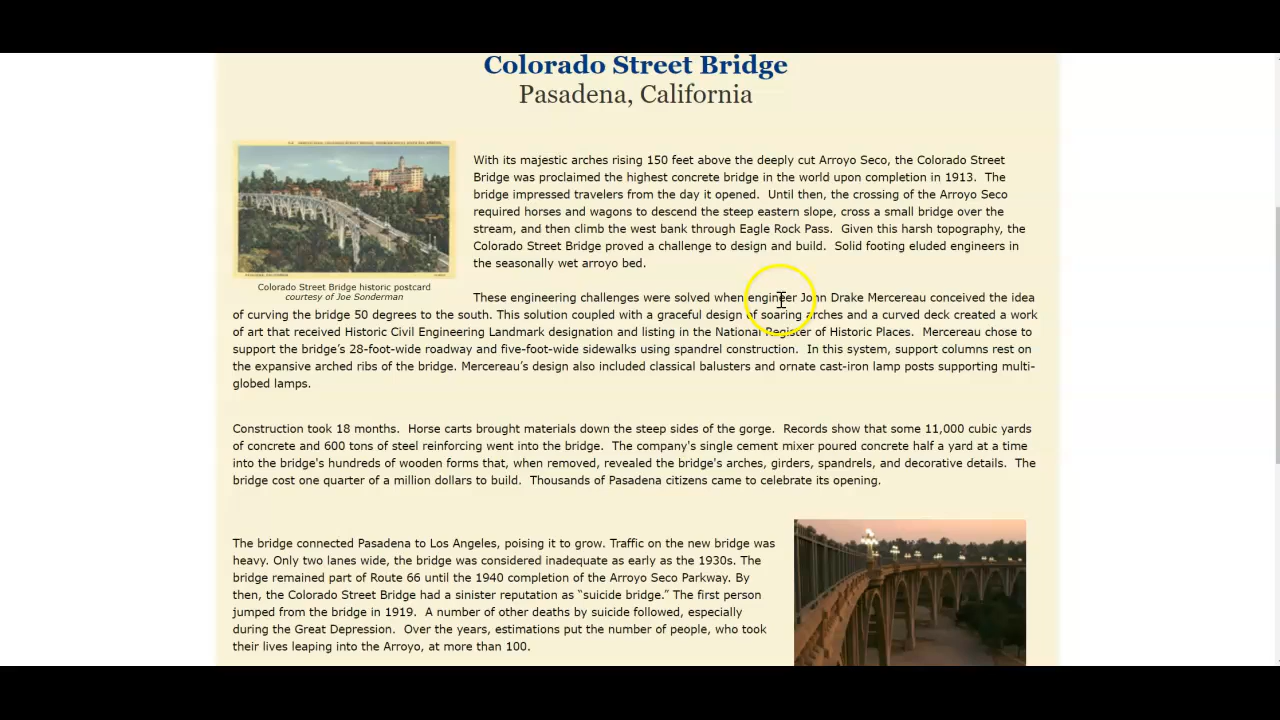 Colorado Street Bridge
Pasadena, California
With its majestic arches rising 150 feet above the deeply cut Arroyo Seco, the Colorado Street
Bridge was proclaimed the highest concrete bridge in the world upon completion in 1913.  The
bridge impressed travelers from the day it opened.  Until then, the crossing of the Arroyo Seco
required horses and wagons to descend the steep eastern slope, cross a small bridge over the
stream, and then climb the west bank through Eagle Rock Pass.  Given this harsh topography, the
Colorado Street Bridge proved a challenge to design and build.  Solid footing eluded engineers in
the seasonally wet arroyo bed.
Colorado Street Bridge historic postcard
courtesy of Joe Sonderman
These engineering challenges were solved when engineer John Drake Mercereau conceived the idea
of curving the bridge 50 degrees to the south. This solution coupled with a graceful design of soaring arches and a curved deck created a work
of art that received Historic Civil Engineering Landmark designation and listing in the National Register of Historic Places.  Mercereau chose to
support the bridge’s 28-foot-wide roadway and five-foot-wide sidewalks using spandrel construction.  In this system, support columns rest on
the expansive arched ribs of the bridge. Mercereau’s design also included classical balusters and ornate cast-iron lamp posts supporting multi-
globed lamps.
Construction took 18 months.  Horse carts brought materials down the steep sides of the gorge.  Records show that some 11,000 cubic yards
of concrete and 600 tons of steel reinforcing went into the bridge.  The company's single cement mixer poured concrete half a yard at a time
into the bridge's hundreds of wooden forms that, when removed, revealed the bridge's arches, girders, spandrels, and decorative details.  The
bridge cost one quarter of a million dollars to build.  Thousands of Pasadena citizens came to celebrate its opening.
The bridge connected Pasadena to Los Angeles, poising it to grow. Traffic on the new bridge was
heavy. Only two lanes wide, the bridge was considered inadequate as early as the 1930s. The
bridge remained part of Route 66 until the 1940 completion of the Arroyo Seco Parkway. By
then, the Colorado Street Bridge had a sinister reputation as “suicide bridge.” The first person
jumped from the bridge in 1919.  A number of other deaths by suicide followed, especially
during the Great Depression.  Over the years, estimations put the number of people, who took
their lives leaping into the Arroyo, at more than 100.